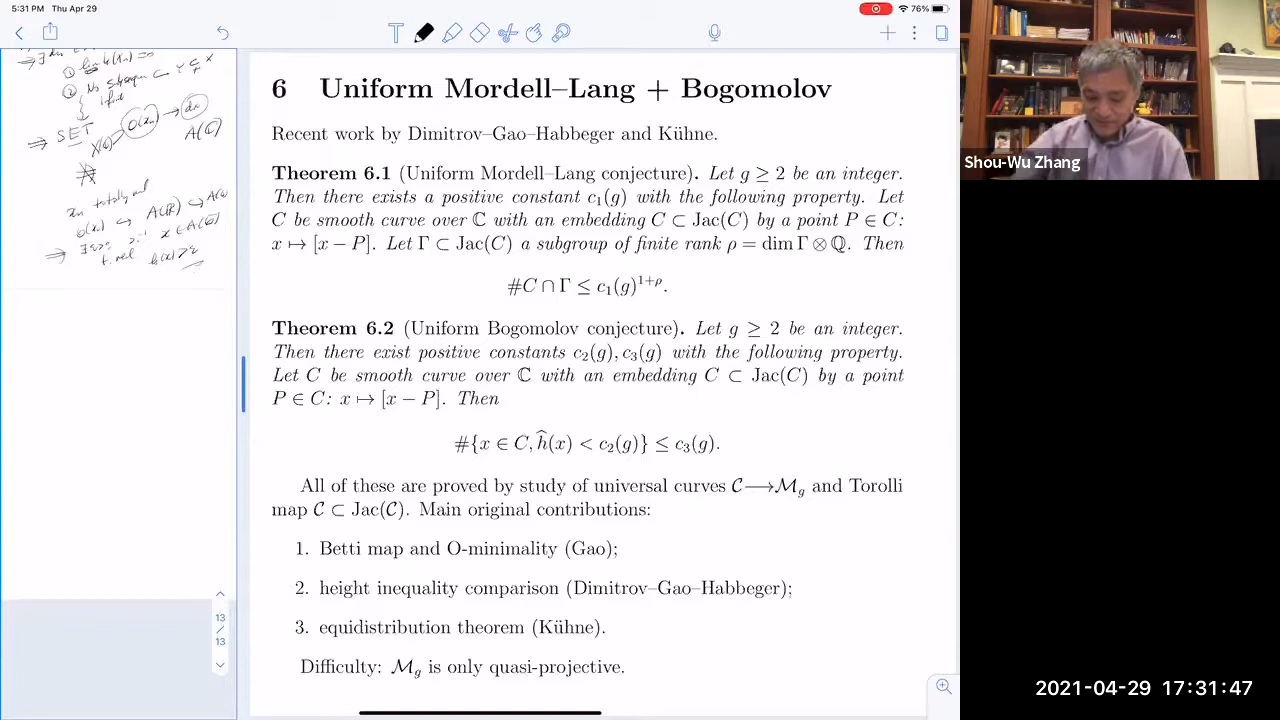 5:31 PM Thu Apr 29
76%
① 
⇒ SET
X(0)
O(xₙ) → dx
A(ℂ)
13
/
13
6 Uniform Mordell–Lang + Bogomolov
Recent work by Dimitrov–Gao–Habbeger and Kühne.
Theorem 6.1 (Uniform Mordell–Lang conjecture). Let g ≥ 2 be an integer.
Then there exists a positive constant c₁(g) with the following property. Let
C be smooth curve over ℂ with an embedding C ⊂ Jac(C) by a point P ∈ C:
x ↦ [x − P]. Let Γ ⊂ Jac(C) a subgroup of finite rank ρ = dim Γ ⊗ ℚ. Then
#C ∩ Γ ≤ c₁(g)¹⁺ᵖ.
Theorem 6.2 (Uniform Bogomolov conjecture). Let g ≥ 2 be an integer.
Then there exist positive constants c₂(g), c₃(g) with the following property.
Let C be smooth curve over ℂ with an embedding C ⊂ Jac(C) by a point
P ∈ C: x ↦ [x − P]. Then
#{x ∈ C, ĥ(x) < c₂(g)} ≤ c₃(g).
All of these are proved by study of universal curves 𝒞⟶ℳ_g and Torolli
map 𝒞 ⊂ Jac(𝒞). Main original contributions:
1. Betti map and O-minimality (Gao);
2. height inequality comparison (Dimitrov–Gao–Habbeger);
3. equidistribution theorem (Kühne).
Difficulty: ℳ_g is only quasi-projective.
Shou-Wu Zhang
2021-04-29 17:31:47